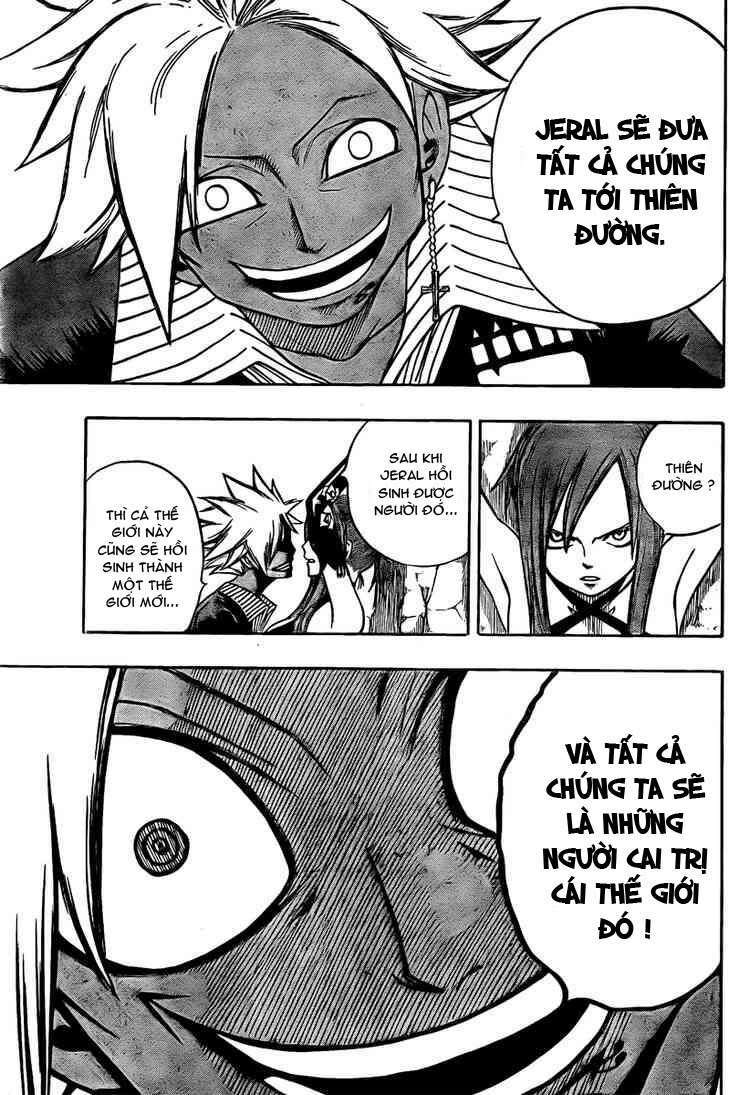 JERAL SẼ ĐƯA
TẤT CẢ CHÚNG
TA TỚI THIÊN
ĐƯỜNG.
THIÊN
ĐƯỜNG ?
SAU KHI
JERAL HỒI
SINH ĐƯỢC
NGƯỜI ĐÓ...
THÌ CẢ THẾ
GIỚI NÀY
CŨNG SẼ HỒI
SINH THÀNH
MỘT THẾ
GIỚI MỚI...
VÀ TẤT CẢ
CHÚNG TA SẼ
LÀ NHỮNG
NGƯỜI CAI TRỊ
CÁI THẾ GIỚI
ĐÓ !